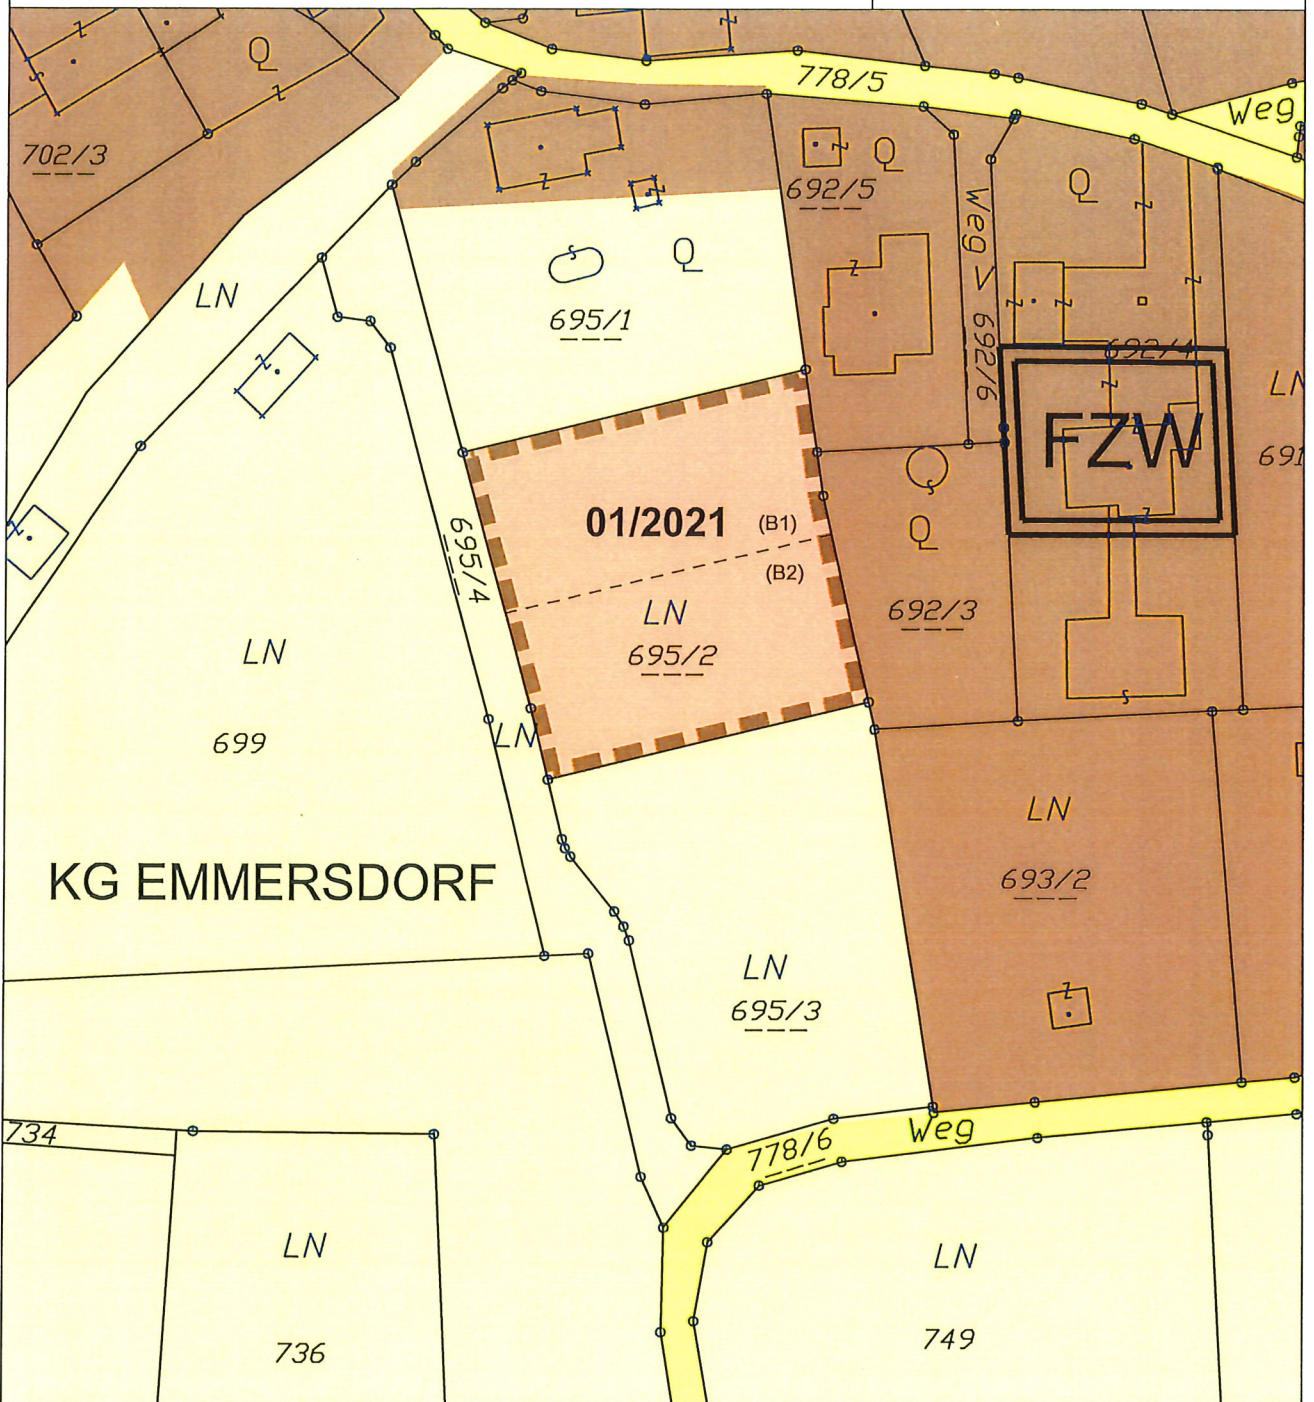 778/5
Weg
702/3
692/5
Weg > 692/6
LN
695/1
692/4
LN
FZW
691
01/2021
(B1)
(B2)
695/4
LN
695/2
692/3
LN
699
LN
LN
693/2
KG EMMERSDORF
LN
695/3
734
Weg
778/6
LN
736
LN
749